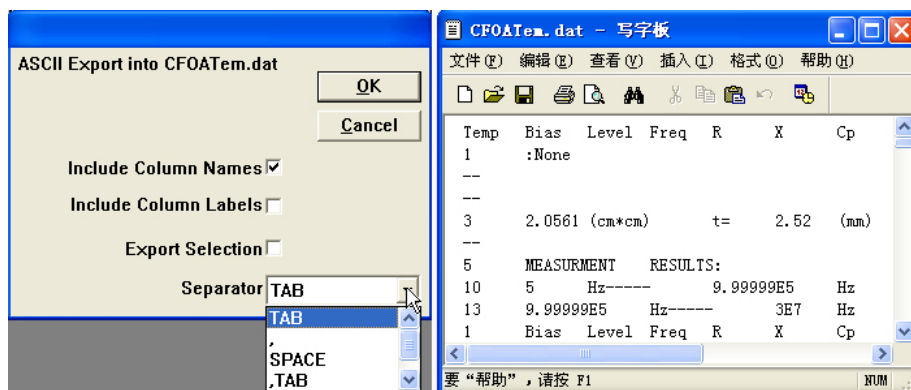 ASCII Export into CFOATem.dat
OK
Cancel
Include Column Names
Include Column Labels
Export Selection
Separator TAB
TAB
,
SPACE
,TAB
CFOATem.dat - 写字板
文件(F) 编辑(E) 查看(V) 插入(I) 格式(O) 帮助(H)
Temp Bias Level Freq R X Cp
1 :None
--
--
3 2.0561 (cm*cm) t= 2.52 (mm)
--
5 MEASURMENT RESULTS:
10 5 Hz----- 9.99999E5 Hz
13 9.99999E5 Hz----- 3E7 Hz
1 Bias Level Freq R X Cp
要“帮助”，请按 F1 NUM